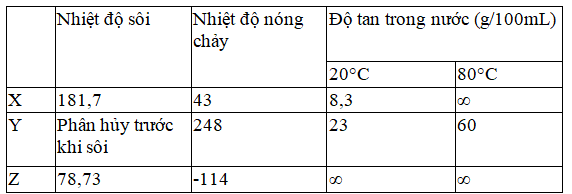 Nhiệt độ sôi Nhiệt độ nóng chảy Độ tan trong nước (g/100mL)
20°C 80°C
X 181,7 43 8,3 ∞
Y Phân hủy trước khi sôi 248 23 60
Z 78,73 -114 ∞ ∞